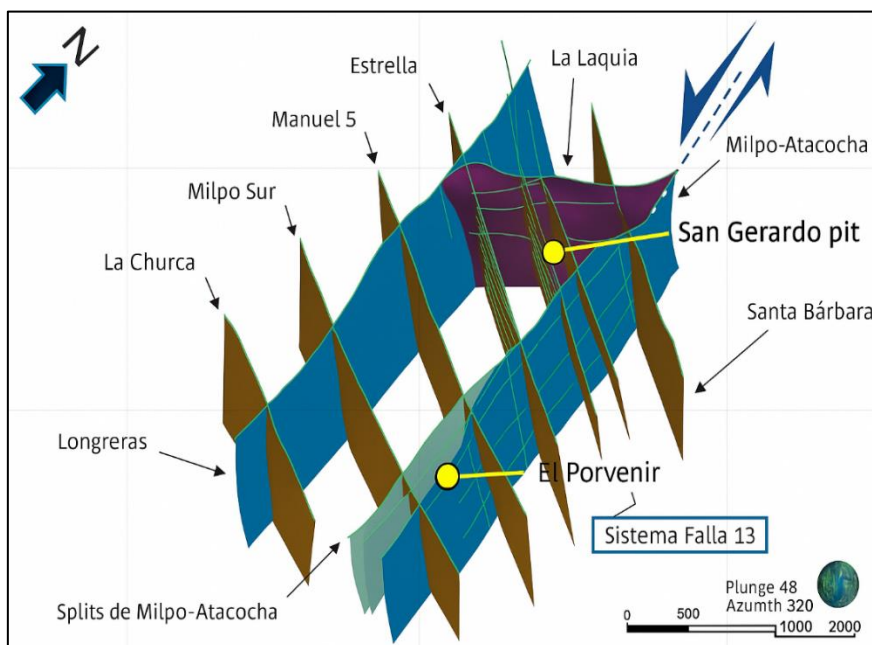 N
Estrella
La Laquia
Manuel 5
Milpo-Atacocha
Milpo Sur
San Gerardo pit
La Churca
Santa Bárbara
Longreras
El Porvenir
Sistema Falla 13
Splits de Milpo-Atacocha
Plunge 48
Azumth 320
0 500 1000 2000